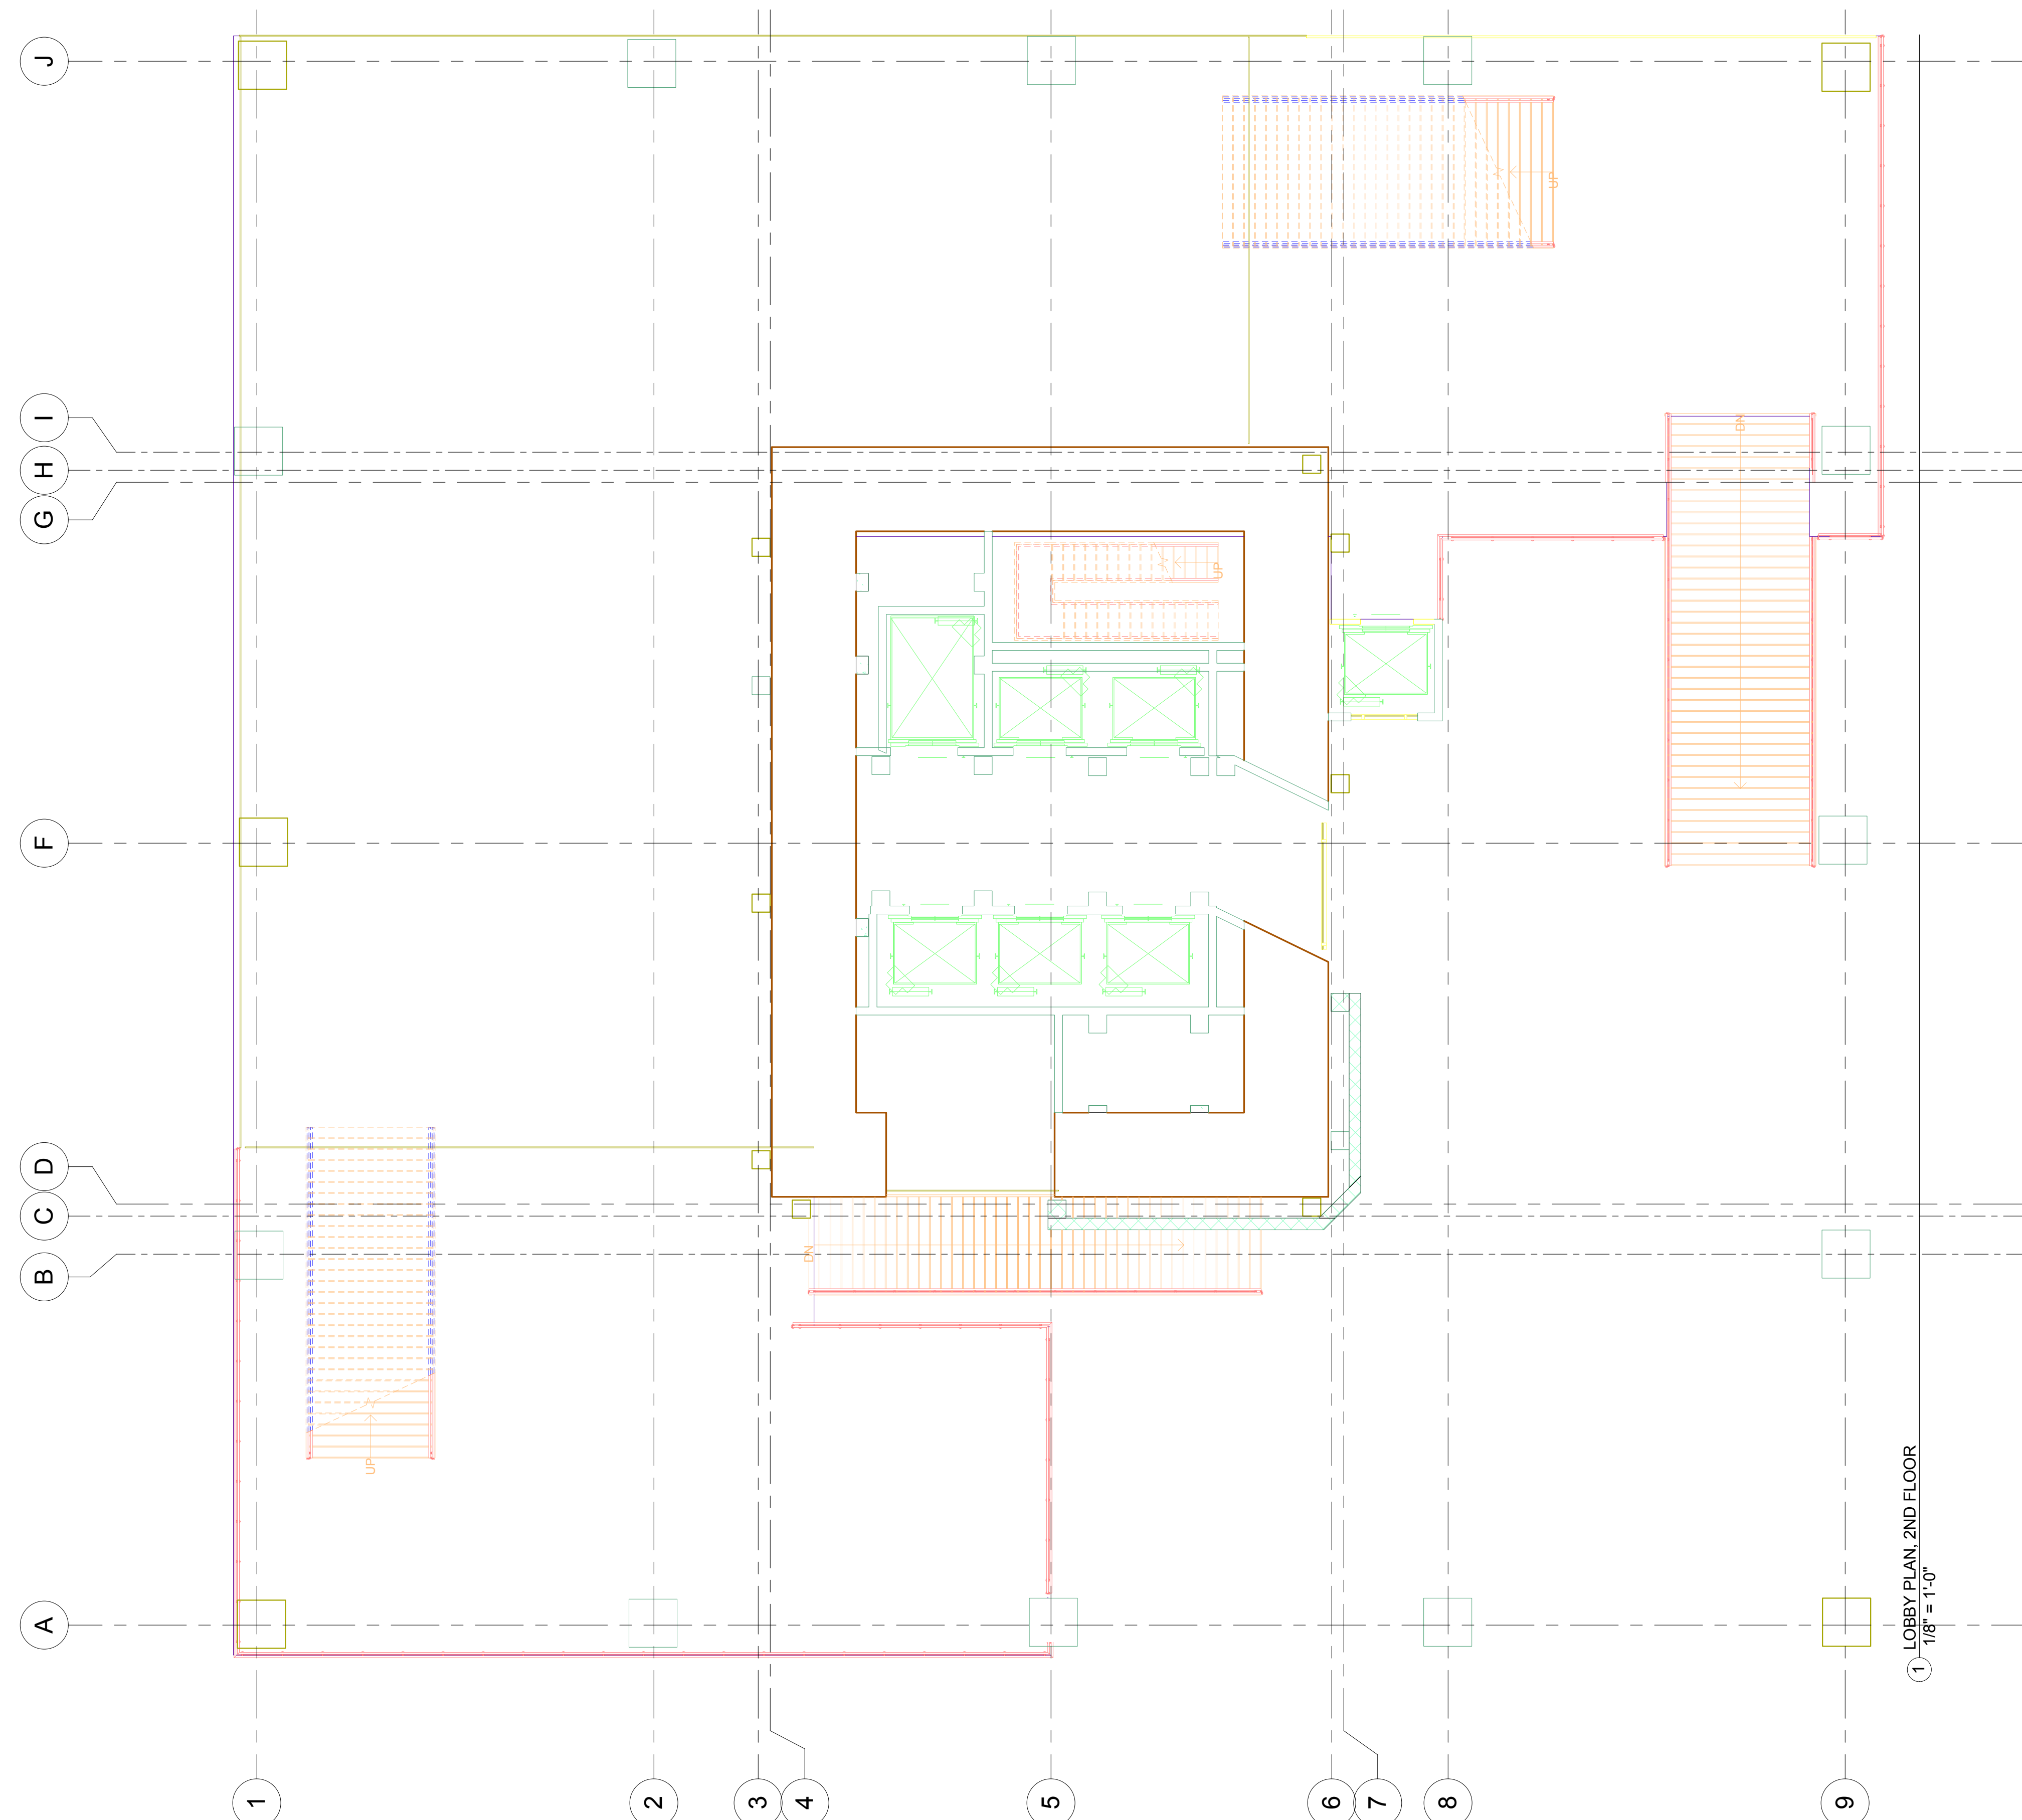 J
I
H
G
F
D
C
B
A
1
2
3
4
5
6
7
8
9
UP
UP
DN
DN
UP
1
LOBBY PLAN, 2ND FLOOR
1/8" = 1'-0"